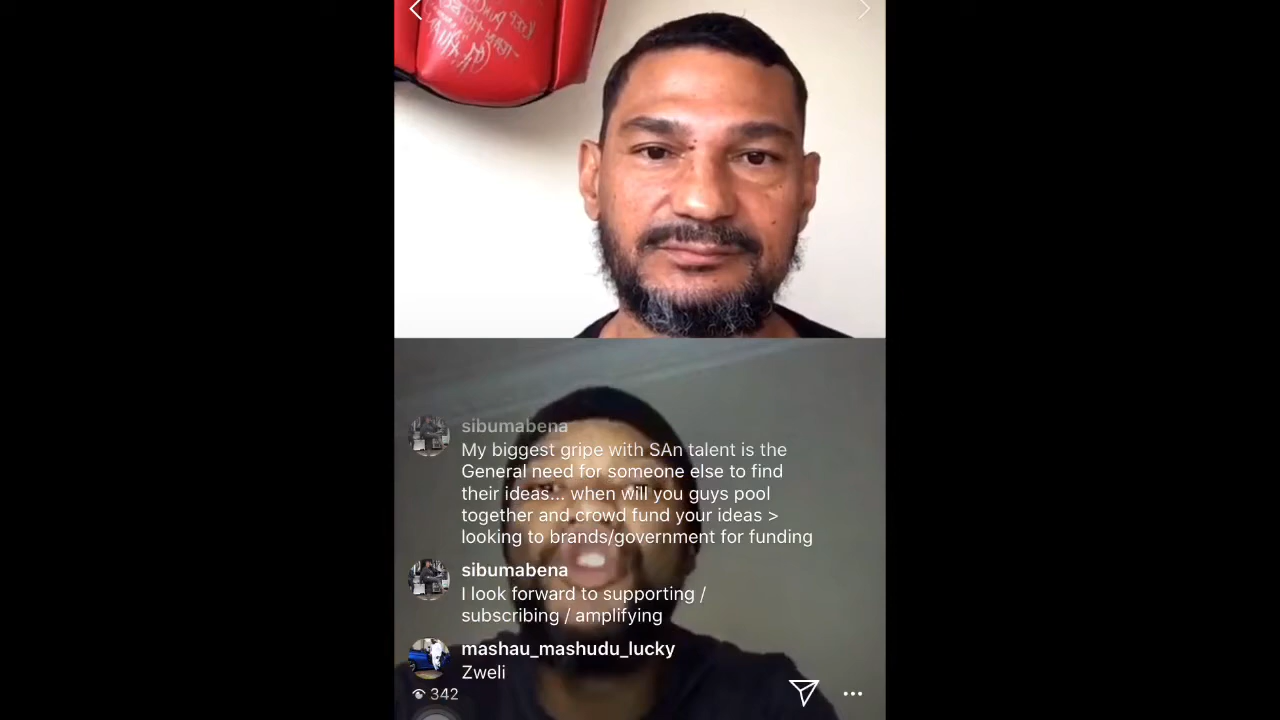 sibumabena
My biggest gripe with SAn talent is the
General need for someone else to find
their ideas... when will you guys pool
together and crowd fund your ideas >
looking to brands/government for funding
sibumabena
I look forward to supporting /
subscribing / amplifying
mashau_mashudu_lucky
Zweli
342